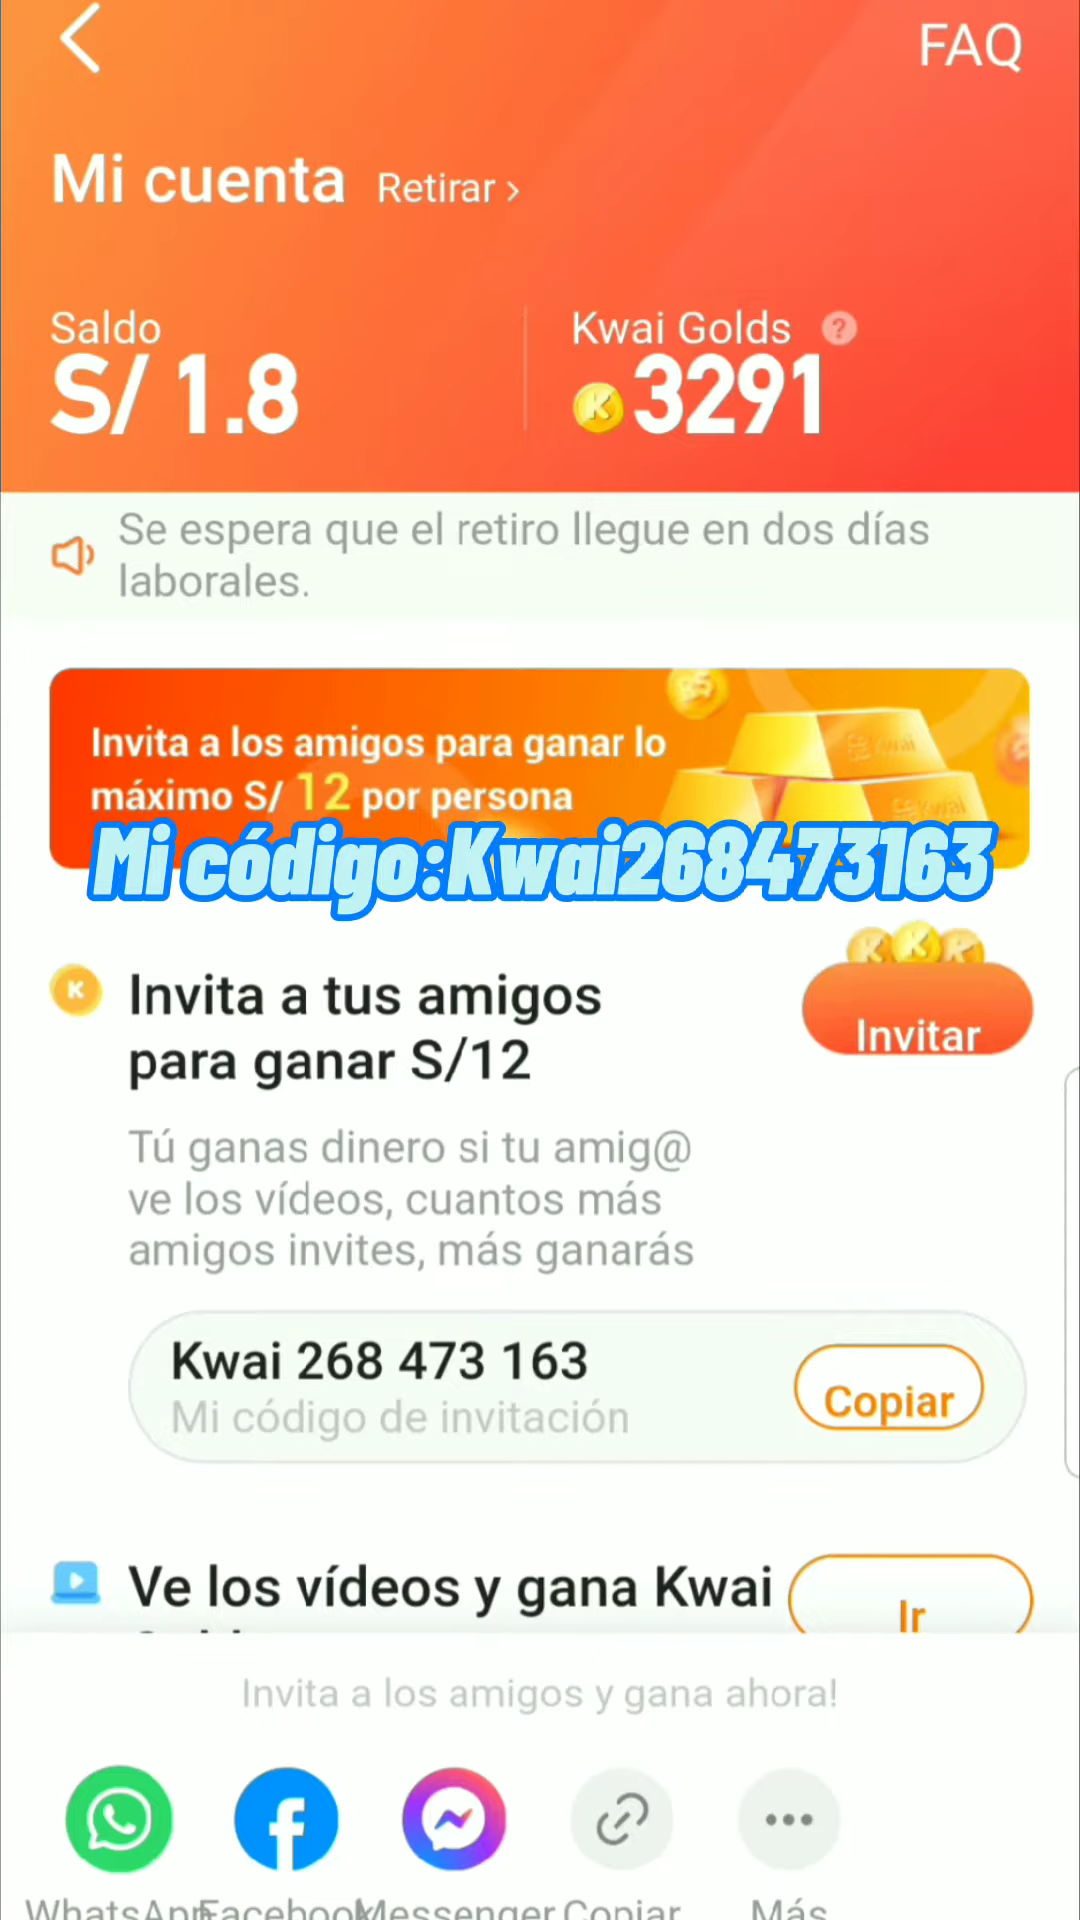 FAQ
Mi cuenta Retirar >
Saldo
Kwai Golds ?
S/ 1.8
3291
Se espera que el retiro llegue en dos días
laborales.
Invita a los amigos para ganar lo
máximo S/ 12 por persona
Mi código:Kwai268473163
Invita a tus amigos
para ganar S/12
Invitar
Tú ganas dinero si tu amig@
ve los vídeos, cuantos más
amigos invites, más ganarás
Kwai 268 473 163
Mi código de invitación
Copiar
Ve los vídeos y gana Kwai
Ir
Invita a los amigos y gana ahora!
WhatsApp Facebook Messenger Copiar Más